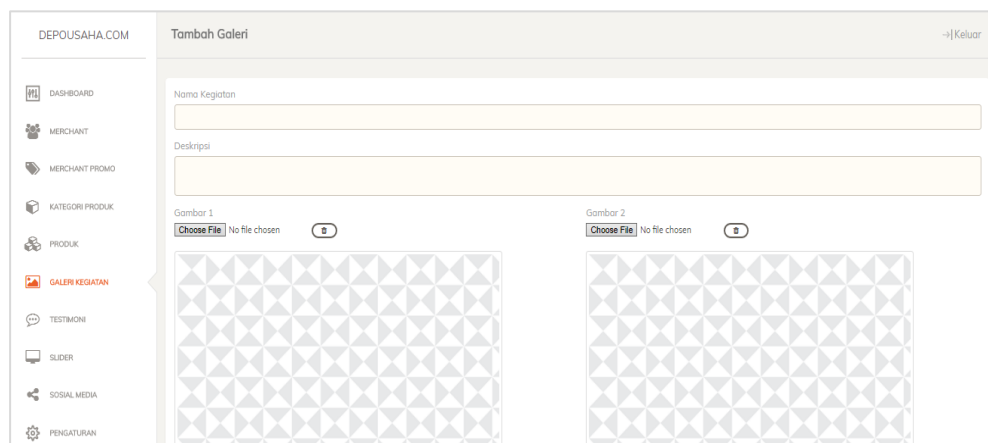 DEPOUSAHA.COM
Tambah Galeri
Keluar
DASHBOARD
MERCHANT
MERCHANT PROMO
KATEGORI PRODUK
PRODUK
GALERI KEGIATAN
TESTIMONI
SLIDER
SOSIAL MEDIA
PENGATURAN
Nama Kegiatan
Deskripsi
Gambar 1
Choose File No file chosen
Gambar 2
Choose File No file chosen